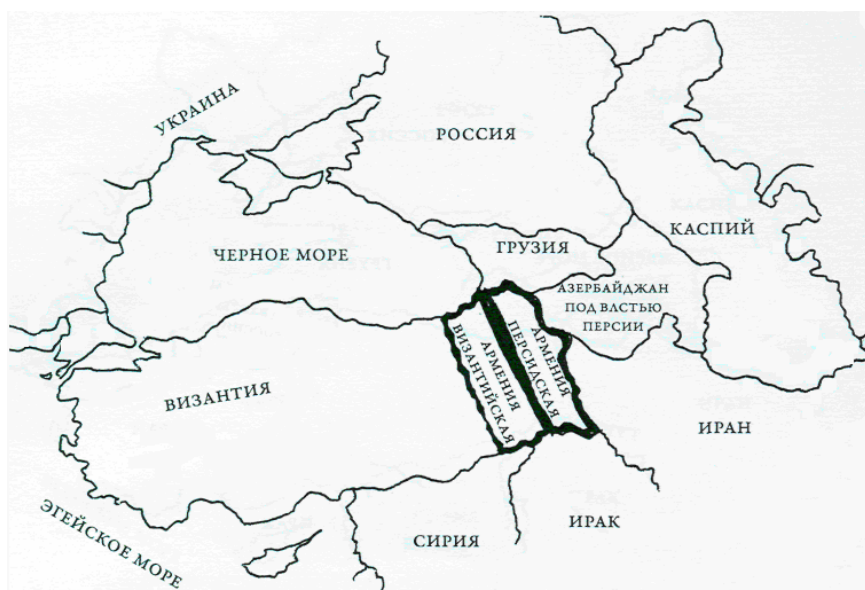 УКРАИНА
РОССИЯ
КАСПИЙ
ГРУЗИЯ
ЧЕРНОЕ МОРЕ
АЗЕРБАЙДЖАН
ПОД ВАСТЬЮ
ПЕРСИИ
АРМЕНИЯ
ПЕРСИДСКАЯ
АРМЕНИЯ
ВИЗАНТИЙСКАЯ
ВИЗАНТИЯ
ИРАН
ЭГЕЙСКОЕ МОРЕ
СИРИЯ
ИРАК